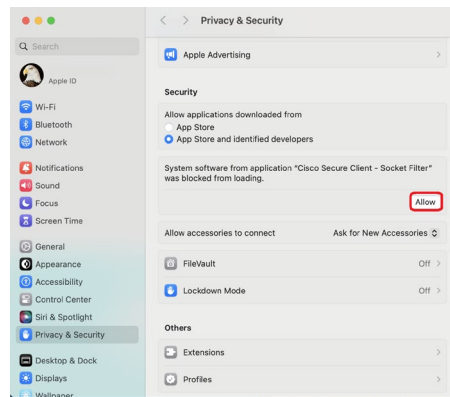 Privacy & Security
Search
Apple ID
Wi-Fi
Bluetooth
Network
Notifications
Sound
Focus
Screen Time
General
Appearance
Accessibility
Control Center
Siri & Spotlight
Privacy & Security
Desktop & Dock
Displays
Wallpaper
Apple Advertising
Security
Allow applications downloaded from
App Store
App Store and identified developers
System software from application “Cisco Secure Client - Socket Filter”
was blocked from loading.
Allow
Allow accessories to connect
Ask for New Accessories
FileVault
Off
Lockdown Mode
Off
Others
Extensions
Profiles